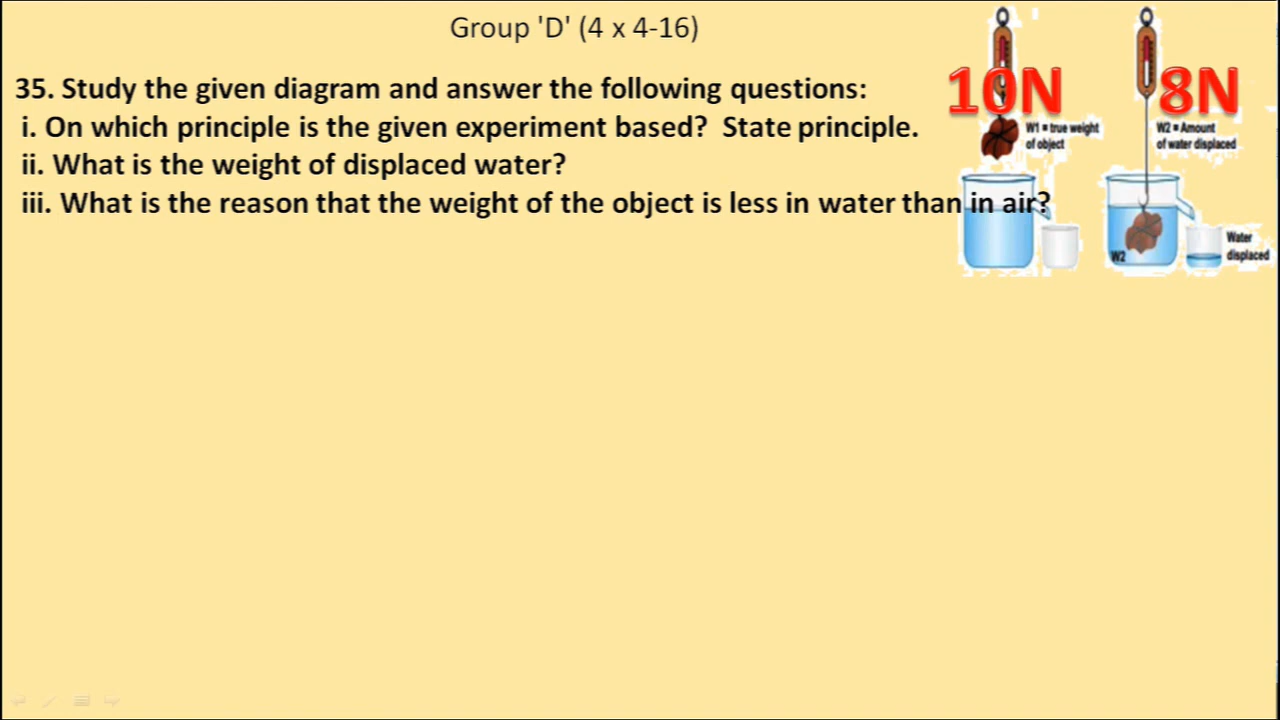 Group 'D' (4 x 4-16)
35. Study the given diagram and answer the following questions:
i. On which principle is the given experiment based? State principle.
ii. What is the weight of displaced water?
iii. What is the reason that the weight of the object is less in water than in air?
10N
W1 = true weight
of object
8N
W2 = Amount
of water displaced
W2
Water
displaced